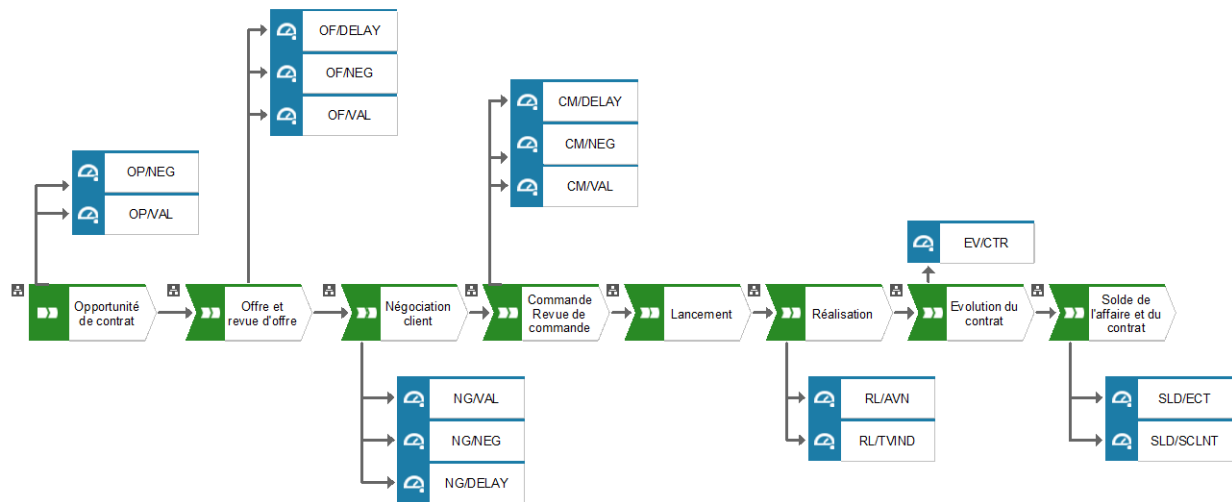 OF/DELAY
OF/NEG
OF/VAL
CM/DELAY
CM/NEG
CM/VAL
OP/NEG
OP/VAL
EV/CTR
Opportunité
de contrat
Offre et
revue d'offre
Négociation
client
Commande
Revue de
commande
Lancement
Réalisation
Evolution du
contrat
Solde de
l'affaire et du
contrat
NG/VAL
NG/NEG
NG/DELAY
RL/AVN
RL/TVIND
SLD/ECT
SLD/SCLNT